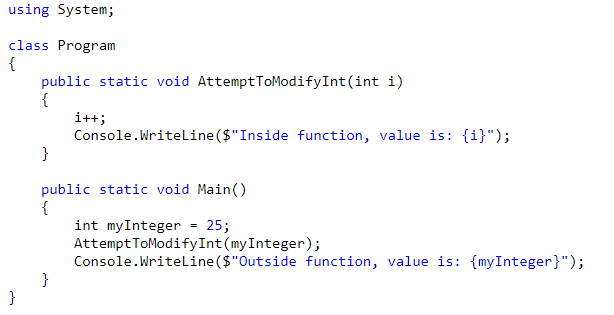 using System;

class Program
{
    public static void AttemptToModifyInt(int i)
    {
        i++;
        Console.WriteLine($"Inside function, value is: {i}");
    }

    public static void Main()
    {
        int myInteger = 25;
        AttemptToModifyInt(myInteger);
        Console.WriteLine($"Outside function, value is: {myInteger}");
    }
}